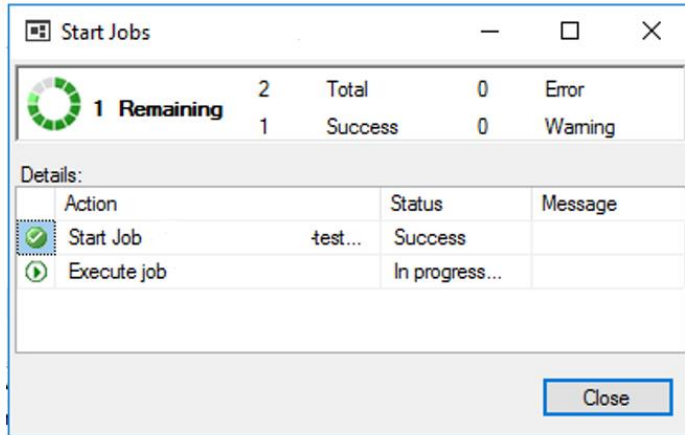 Start Jobs
1 Remaining
2 Total 0 Error
1 Success 0 Warning
Details:
Action Status Message
Start Job -test... Success
Execute job In progress...
Close